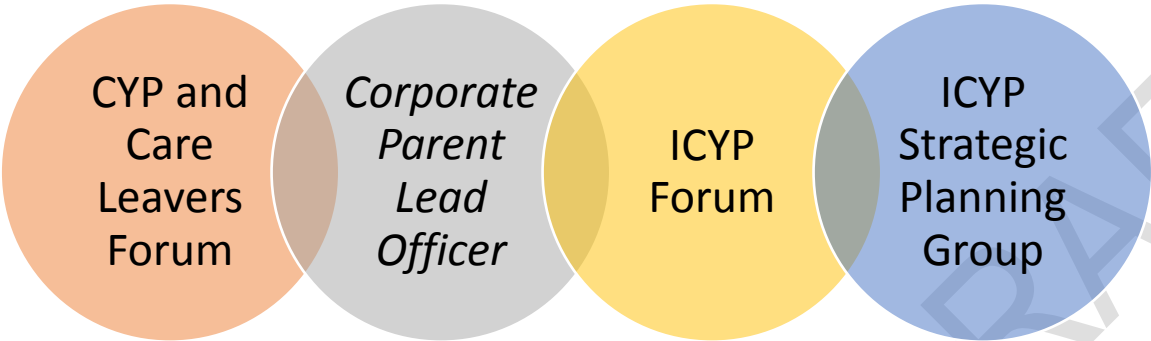 CYP and
Care
Leavers
Forum
Corporate
Parent
Lead
Officer
ICYP
Forum
ICYP
Strategic
Planning
Group